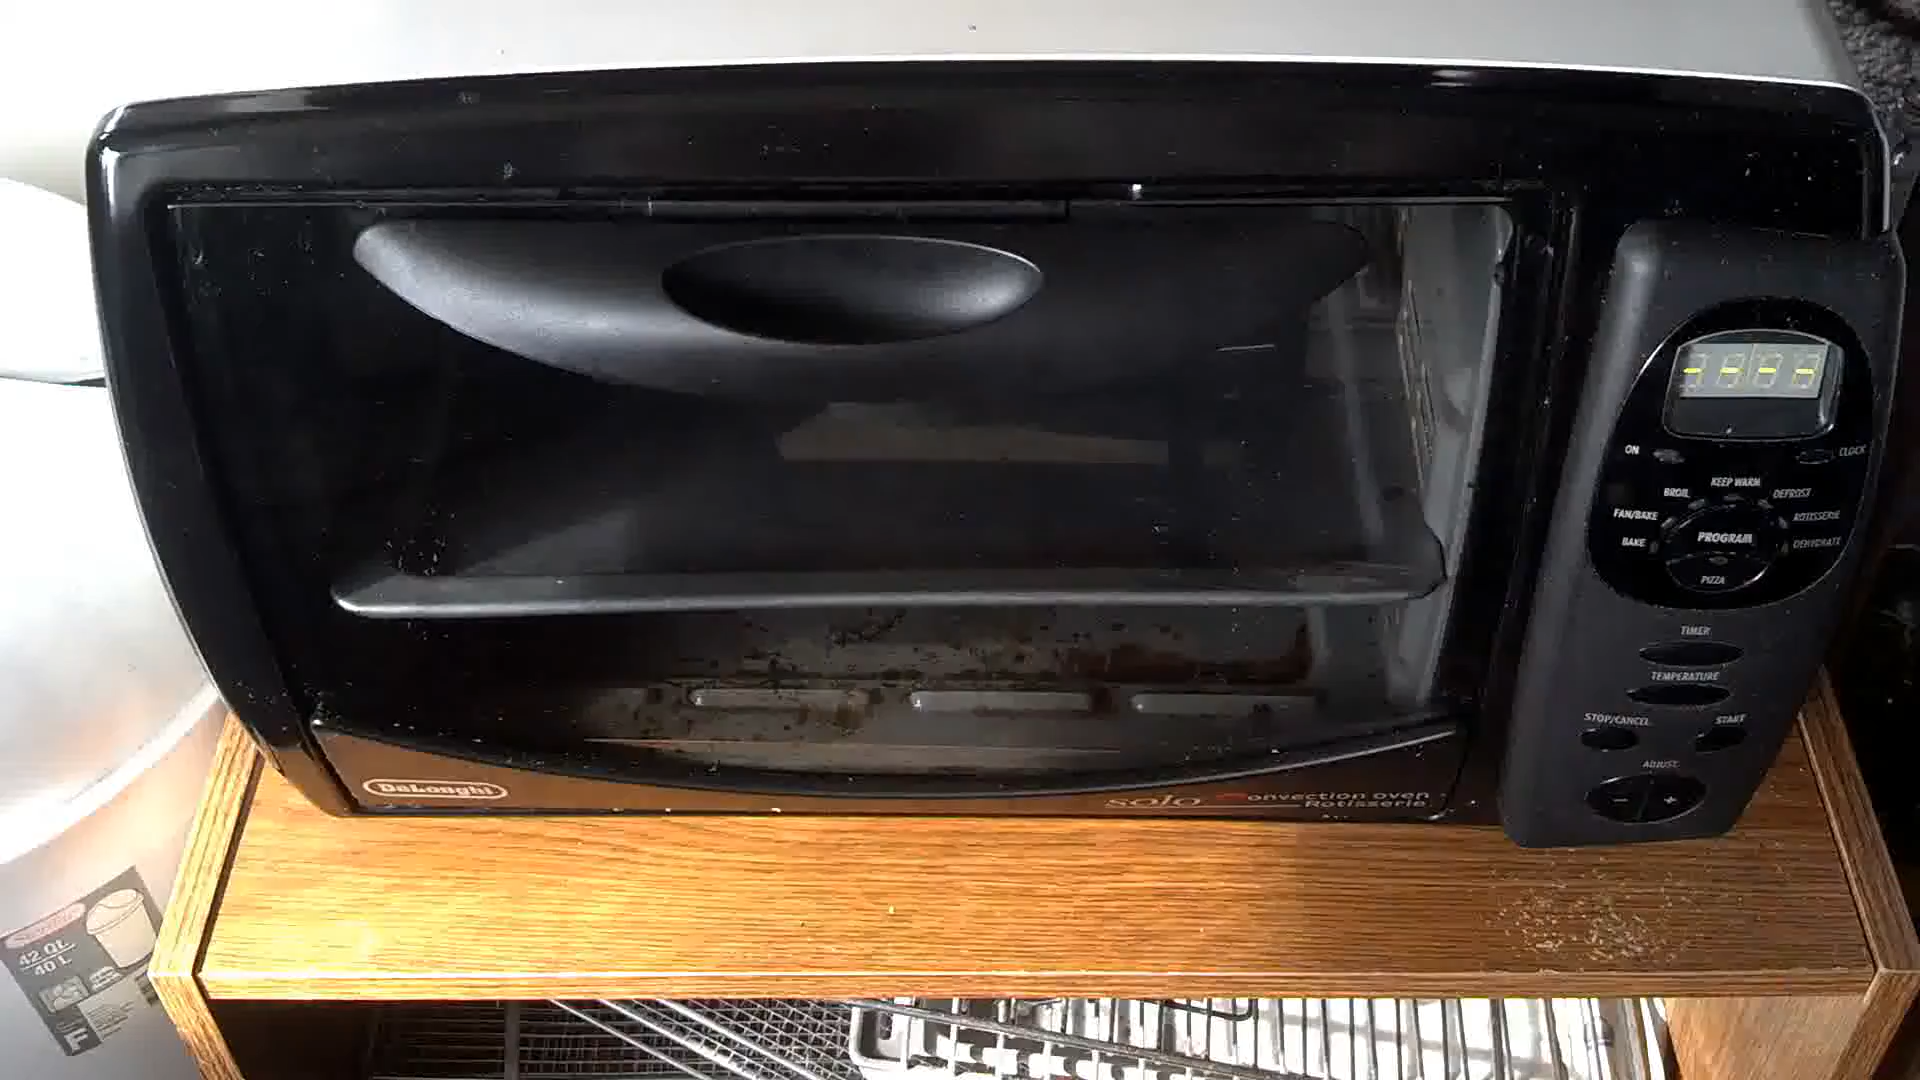 ON
CLOCK
KEEP WARM
BROIL
DEFROST
FAN/BAKE
ROTISSERIE
BAKE
PROGRAM
DEHYDRATE
PIZZA
TIMER
TEMPERATURE
STOP/CANCEL
START
ADJUST
- +
DeLonghi
solo Convection oven
Rotisserie
42 QT
40 L
F